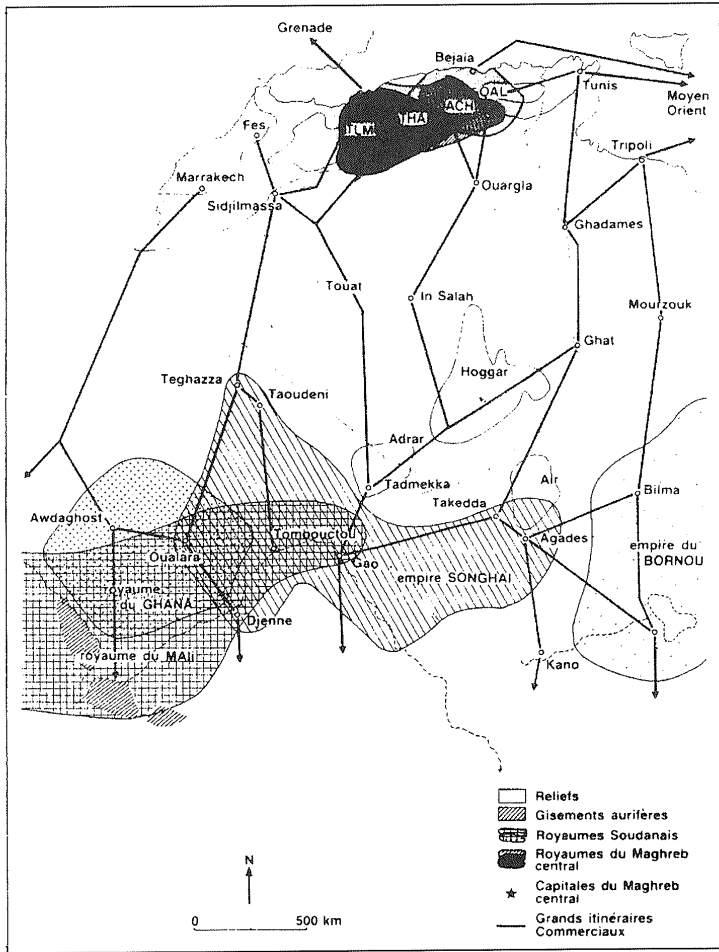 Grenade
Bejaia
QAL
Tunis
Moyen
Orient
ACH
THA
TLM
Fes
Tripoli
Marrakech
Sidjilmassa
Ouargla
Ghadames
Touat
In Salah
Mourzouk
Ghat
Hoggar
Teghazza
Taoudeni
Adrar
Tadmekka
Air
Takedda
Bilma
Awdaghost
Tombouctou
Agades
Oualara
Gao
empire du
BORNOU
empire SONGHAI
royaume
du GHANA
Djenne
royaume du MALI
Kano
Reliefs
Gisements aurifères
Royaumes Soudanais
Royaumes du Maghreb
central
Capitales du Maghreb
central
Grands itinéraires
Commerciaux
N
0 500 km